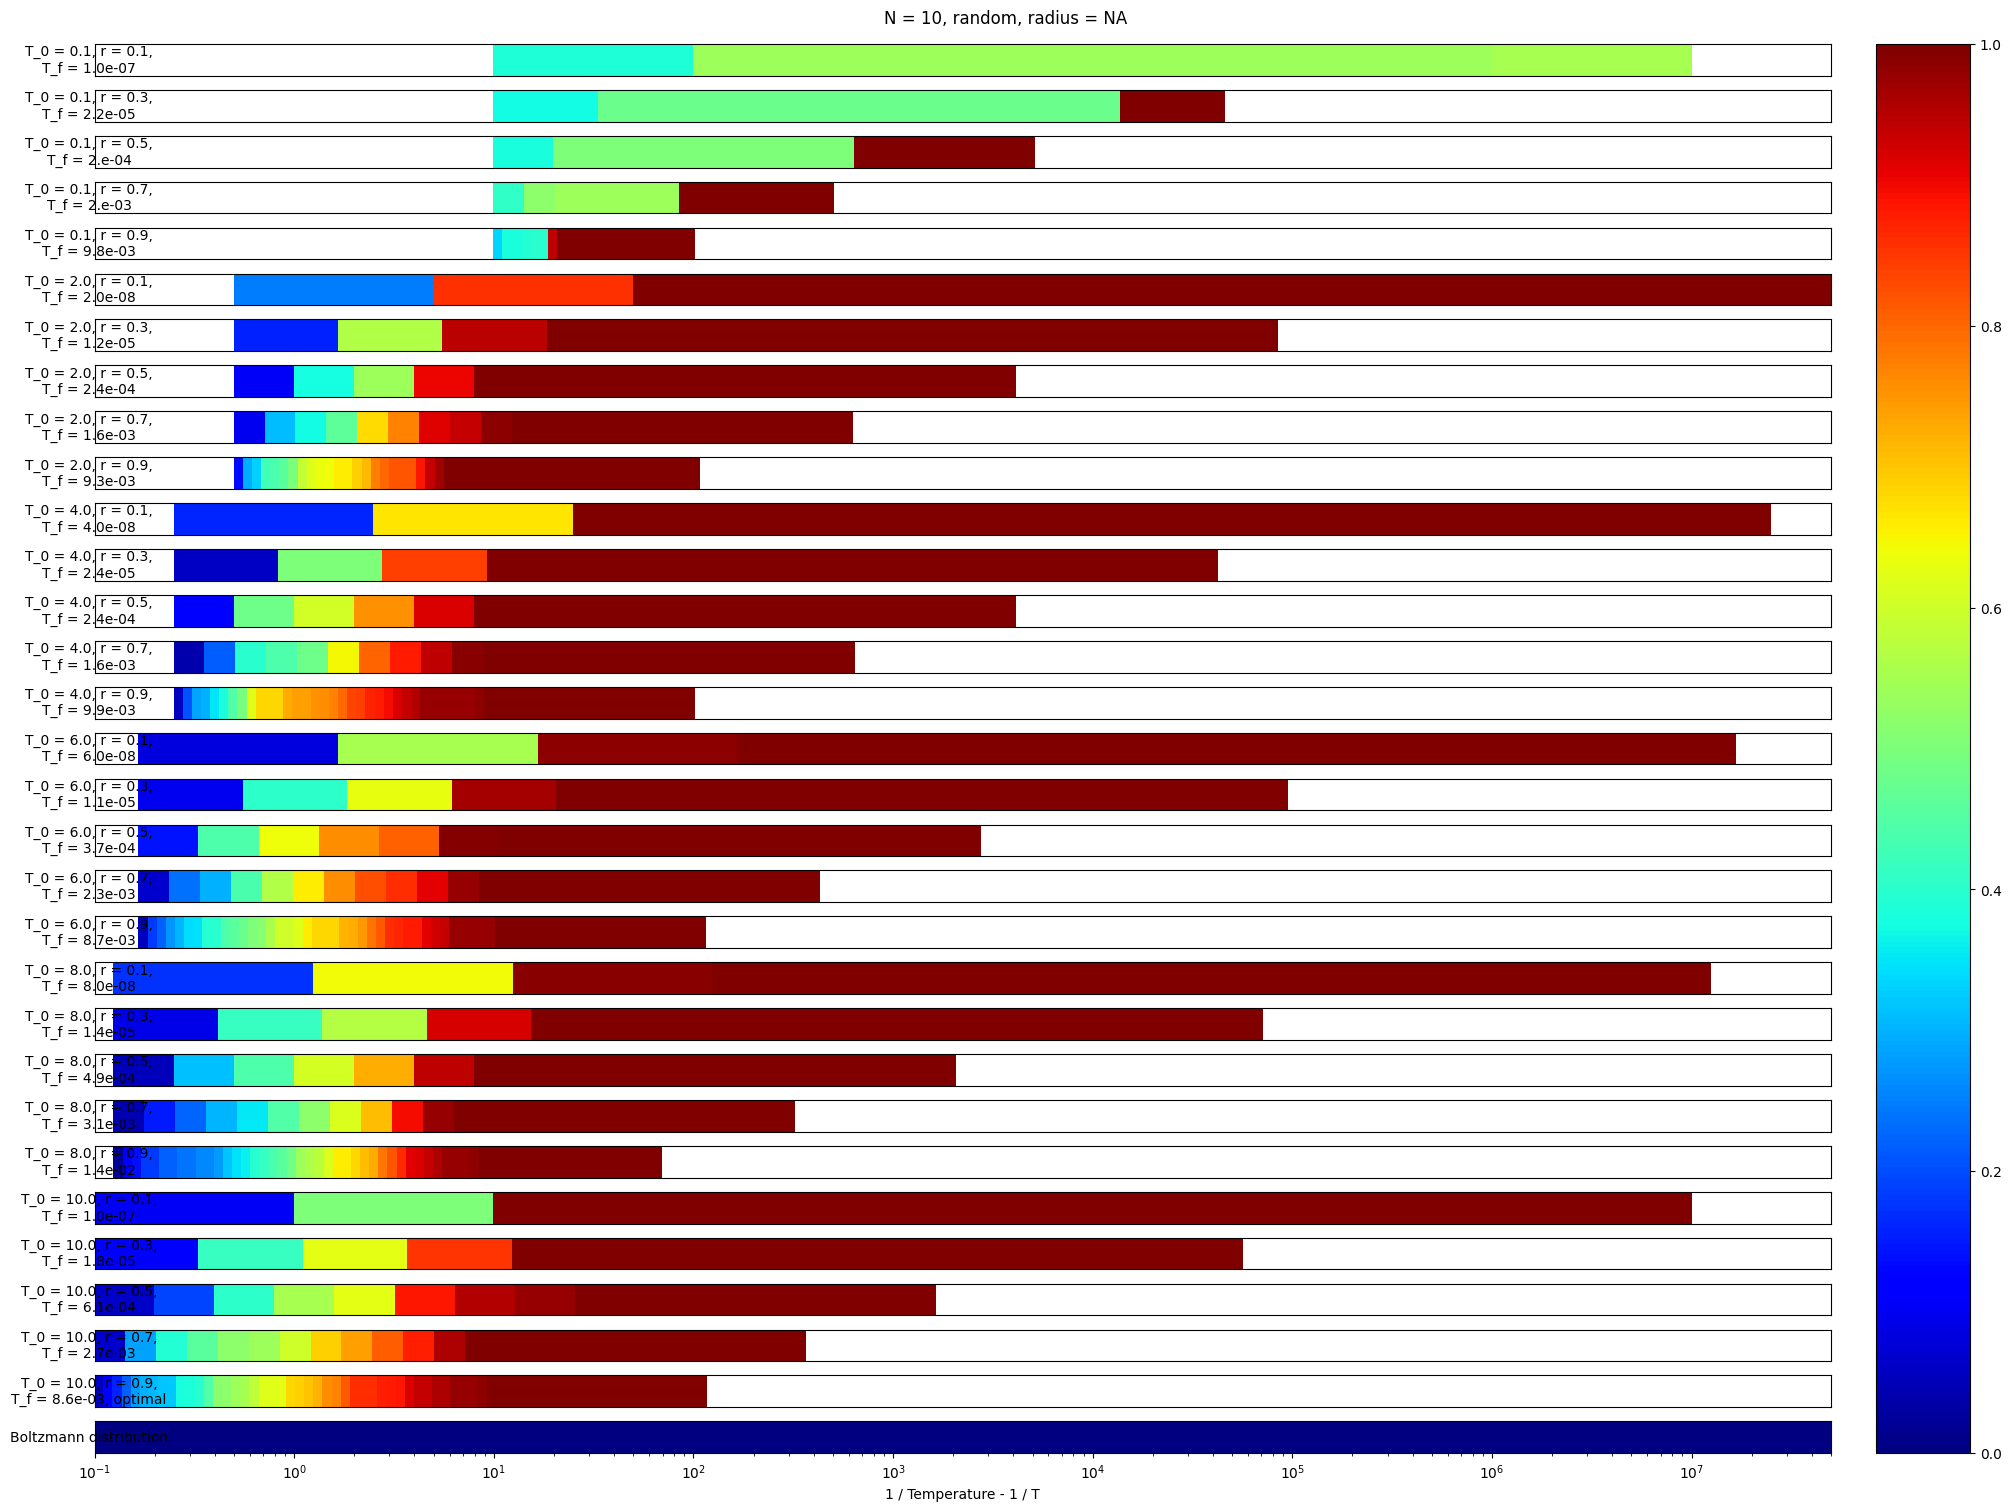 N = 10, random, radius = NA
T_0 = 0.1, r = 0.1,
T_f = 1.0e-07
T_0 = 0.1, r = 0.3,
T_f = 2.2e-05
T_0 = 0.1, r = 0.5,
T_f = 2.e-04
T_0 = 0.1, r = 0.7,
T_f = 2.e-03
T_0 = 0.1, r = 0.9,
T_f = 9.8e-03
T_0 = 2.0, r = 0.1,
T_f = 2.0e-08
T_0 = 2.0, r = 0.3,
T_f = 1.2e-05
T_0 = 2.0, r = 0.5,
T_f = 2.4e-04
T_0 = 2.0, r = 0.7,
T_f = 1.6e-03
T_0 = 2.0, r = 0.9,
T_f = 9.3e-03
T_0 = 4.0, r = 0.1,
T_f = 4.0e-08
T_0 = 4.0, r = 0.3,
T_f = 2.4e-05
T_0 = 4.0, r = 0.5,
T_f = 2.4e-04
T_0 = 4.0, r = 0.7,
T_f = 1.6e-03
T_0 = 4.0, r = 0.9,
T_f = 9.9e-03
T_0 = 6.0, r = 0.1,
T_f = 6.0e-08
T_0 = 6.0, r = 0.3,
T_f = 1.1e-05
T_0 = 6.0, r = 0.5,
T_f = 3.7e-04
T_0 = 6.0, r = 0.7,
T_f = 2.3e-03
T_0 = 6.0, r = 0.9,
T_f = 8.7e-03
T_0 = 8.0, r = 0.1,
T_f = 8.0e-08
T_0 = 8.0, r = 0.3,
T_f = 1.4e-05
T_0 = 8.0, r = 0.5,
T_f = 4.9e-04
T_0 = 8.0, r = 0.7,
T_f = 3.1e-03
T_0 = 8.0, r = 0.9,
T_f = 1.4e-02
T_0 = 10.0, r = 0.1,
T_f = 1.0e-07
T_0 = 10.0, r = 0.3,
T_f = 1.8e-05
T_0 = 10.0, r = 0.5,
T_f = 6.1e-04
T_0 = 10.0, r = 0.7,
T_f = 2.7e-03
T_0 = 10.0, r = 0.9,
T_f = 8.6e-03, optimal
Boltzmann distribution
10⁻¹ 10⁰ 10¹ 10² 10³ 10⁴ 10⁵ 10⁶ 10⁷
1 / Temperature - 1 / T
1.0
0.8
0.6
0.4
0.2
0.0